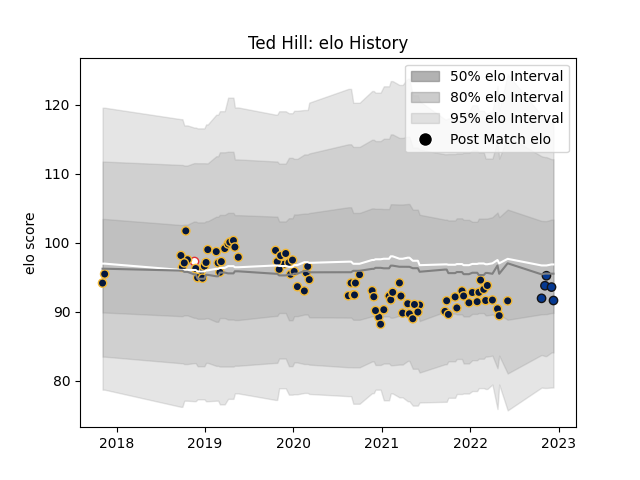 Ted Hill: elo History
50% elo Interval
80% elo Interval
95% elo Interval
Post Match elo
elo score
120
110
100
90
80
2018 2019 2020 2021 2022 2023